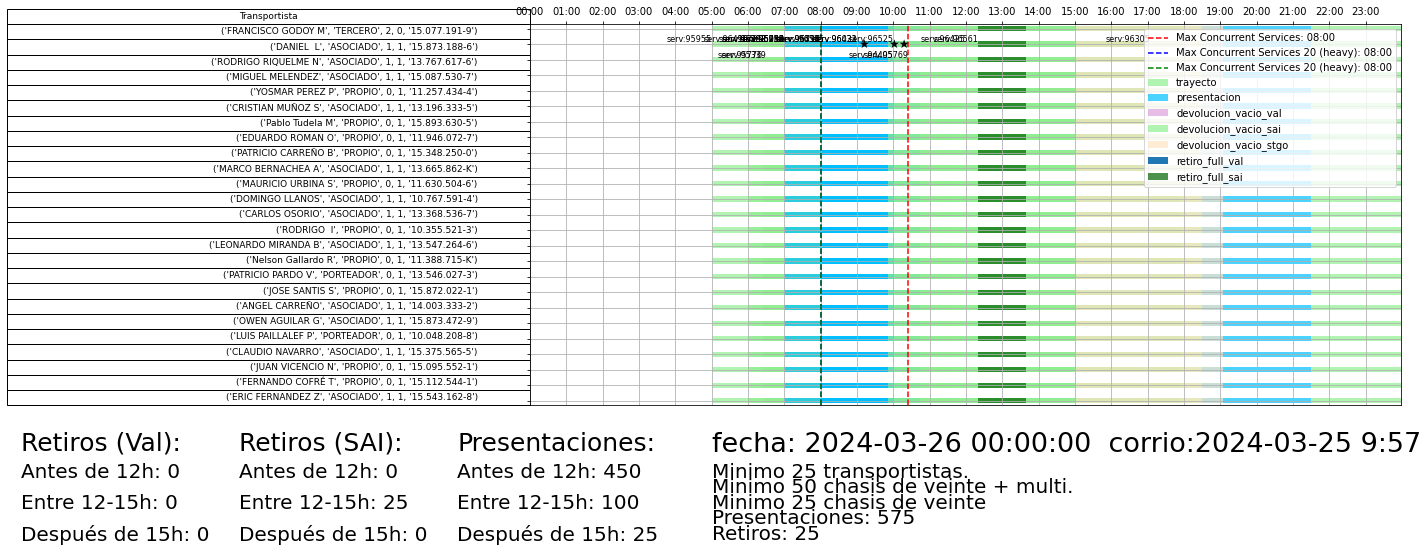 Transportista
00:00 01:00 02:00 03:00 04:00 05:00 06:00 07:00 08:00 09:00 10:00 11:00 12:00 13:00 14:00 15:00 16:00 17:00 18:00 19:00 20:00 21:00 22:00 23:00
('FRANCISCO GODOY M', 'TERCERO', 2, 0, '15.077.191-9')
('DANIEL  L', 'ASOCIADO', 1, 1, '15.873.188-6')
('RODRIGO RIQUELME N', 'ASOCIADO', 1, 1, '13.767.617-6')
('MIGUEL MELENDEZ', 'ASOCIADO', 1, 1, '15.087.530-7')
('YOSMAR PEREZ P', 'PROPIO', 0, 1, '11.257.434-4')
('CRISTIAN MUÑOZ S', 'ASOCIADO', 1, 1, '13.196.333-5')
('Pablo Tudela M', 'PROPIO', 0, 1, '15.893.630-5')
('EDUARDO ROMAN O', 'PROPIO', 0, 1, '11.946.072-7')
('PATRICIO CARREÑO B', 'PROPIO', 0, 1, '15.348.250-0')
('MARCO BERNACHEA A', 'ASOCIADO', 1, 1, '13.665.862-K')
('MAURICIO URBINA S', 'PROPIO', 0, 1, '11.630.504-6')
('DOMINGO LLANOS', 'ASOCIADO', 1, 1, '10.767.591-4')
('CARLOS OSORIO', 'ASOCIADO', 1, 1, '13.368.536-7')
('RODRIGO  I', 'PROPIO', 0, 1, '10.355.521-3')
('LEONARDO MIRANDA B', 'ASOCIADO', 1, 1, '13.547.264-6')
('Nelson Gallardo R', 'PROPIO', 0, 1, '11.388.715-K')
('PATRICIO PARDO V', 'PORTEADOR', 0, 1, '13.546.027-3')
('JOSE SANTIS S', 'PROPIO', 0, 1, '15.872.022-1')
('ANGEL CARREÑO', 'ASOCIADO', 1, 1, '14.003.333-2')
('OWEN AGUILAR G', 'ASOCIADO', 1, 1, '15.873.472-9')
('LUIS PAILLALEF P', 'PORTEADOR', 0, 1, '10.048.208-8')
('CLAUDIO NAVARRO', 'ASOCIADO', 1, 1, '15.375.565-5')
('JUAN VICENCIO N', 'PROPIO', 0, 1, '15.095.552-1')
('FERNANDO COFRÉ T', 'PROPIO', 0, 1, '15.112.544-1')
('ERIC FERNANDEZ Z', 'ASOCIADO', 1, 1, '15.543.162-8')
Max Concurrent Services: 08:00
Max Concurrent Services 20 (heavy): 08:00
Max Concurrent Services 20 (heavy): 08:00
trayecto
presentacion
devolucion_vacio_val
devolucion_vacio_sai
devolucion_vacio_stgo
retiro_full_val
retiro_full_sai
Retiros (Val):
Antes de 12h: 0
Entre 12-15h: 0
Después de 15h: 0
Retiros (SAI):
Antes de 12h: 0
Entre 12-15h: 25
Después de 15h: 0
Presentaciones:
Antes de 12h: 450
Entre 12-15h: 100
Después de 15h: 25
fecha: 2024-03-26 00:00:00  corrio:2024-03-25 9:57
Minimo 25 transportistas.
Minimo 50 chasis de veinte + multi.
Minimo 25 chasis de veinte
Presentaciones: 575
Retiros: 25